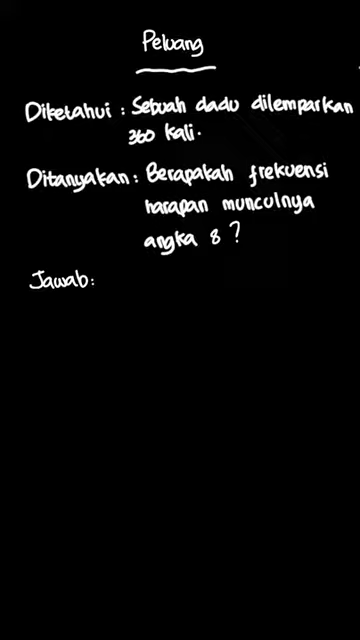 Peluang
Diketahui : Sebuah dadu dilemparkan
360 kali.
Ditanyakan : Berapakah frekuensi
harapan munculnya
angka 8 ?
Jawab :